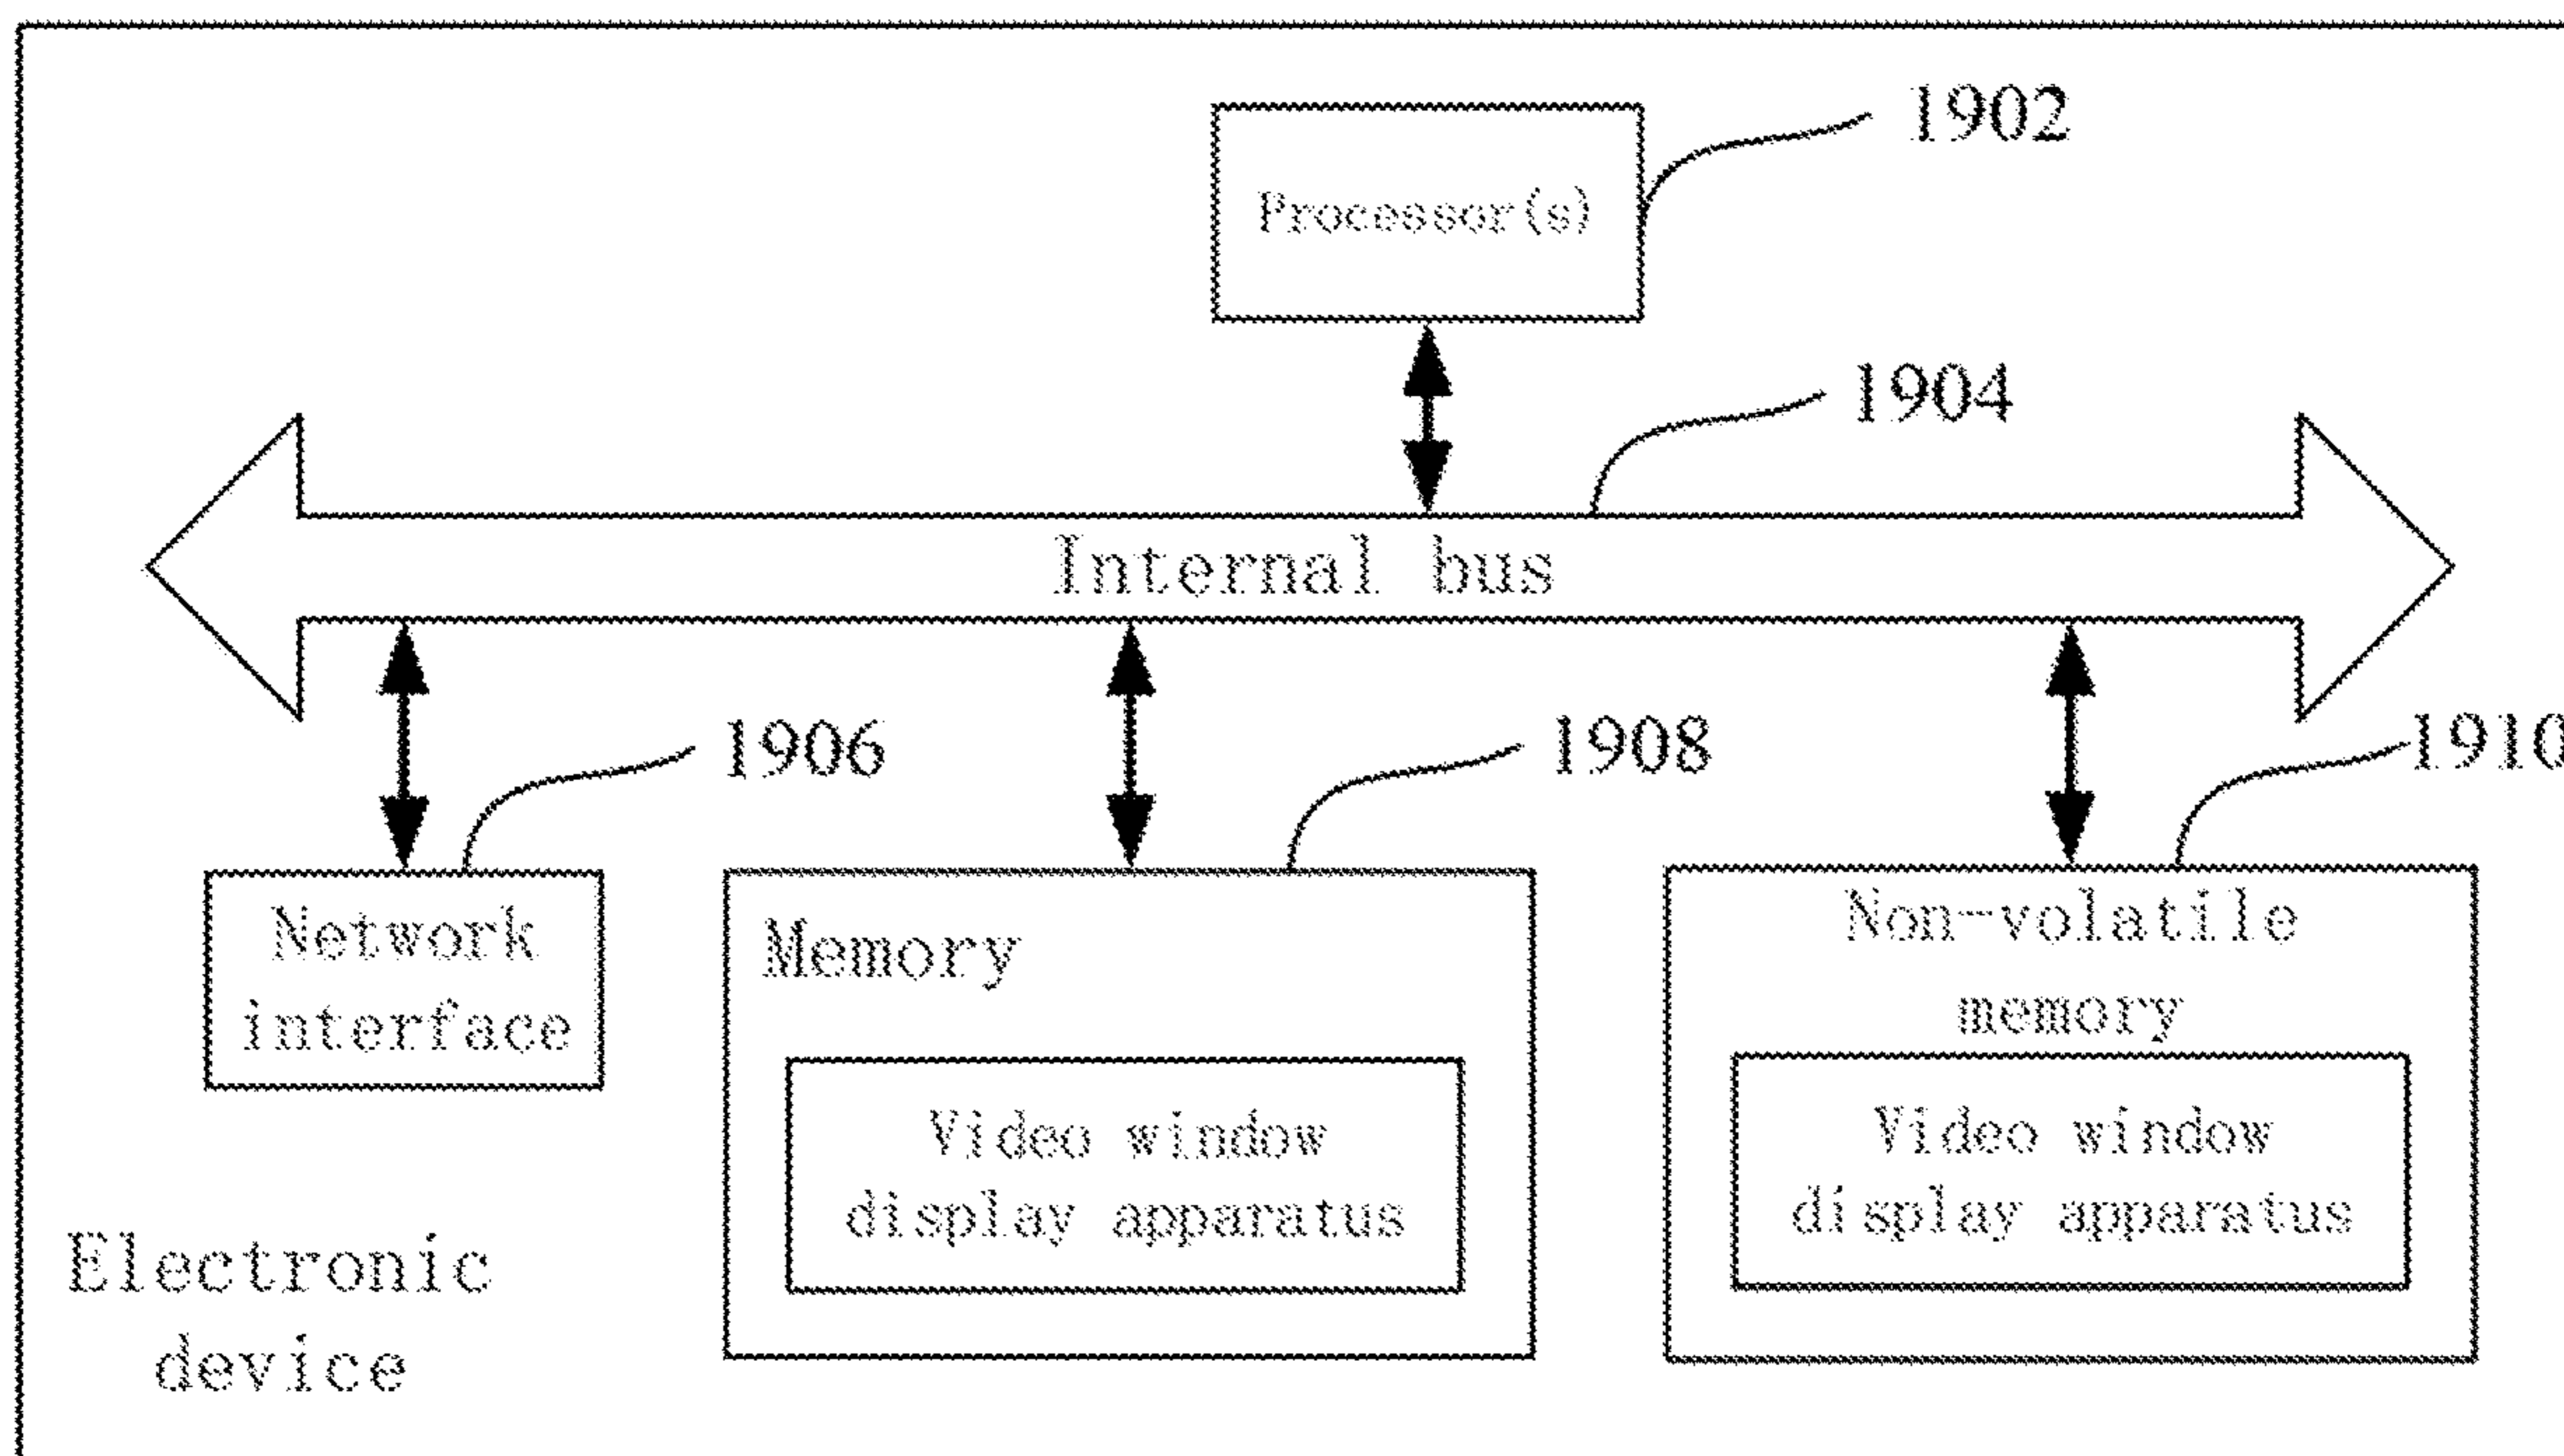 1902
Processor(s)
1904
Internal bus
1906
1908
1910
Network
interface
Memory
Video window
display apparatus
Non-volatile
memory
Video window
display apparatus
Electronic
device